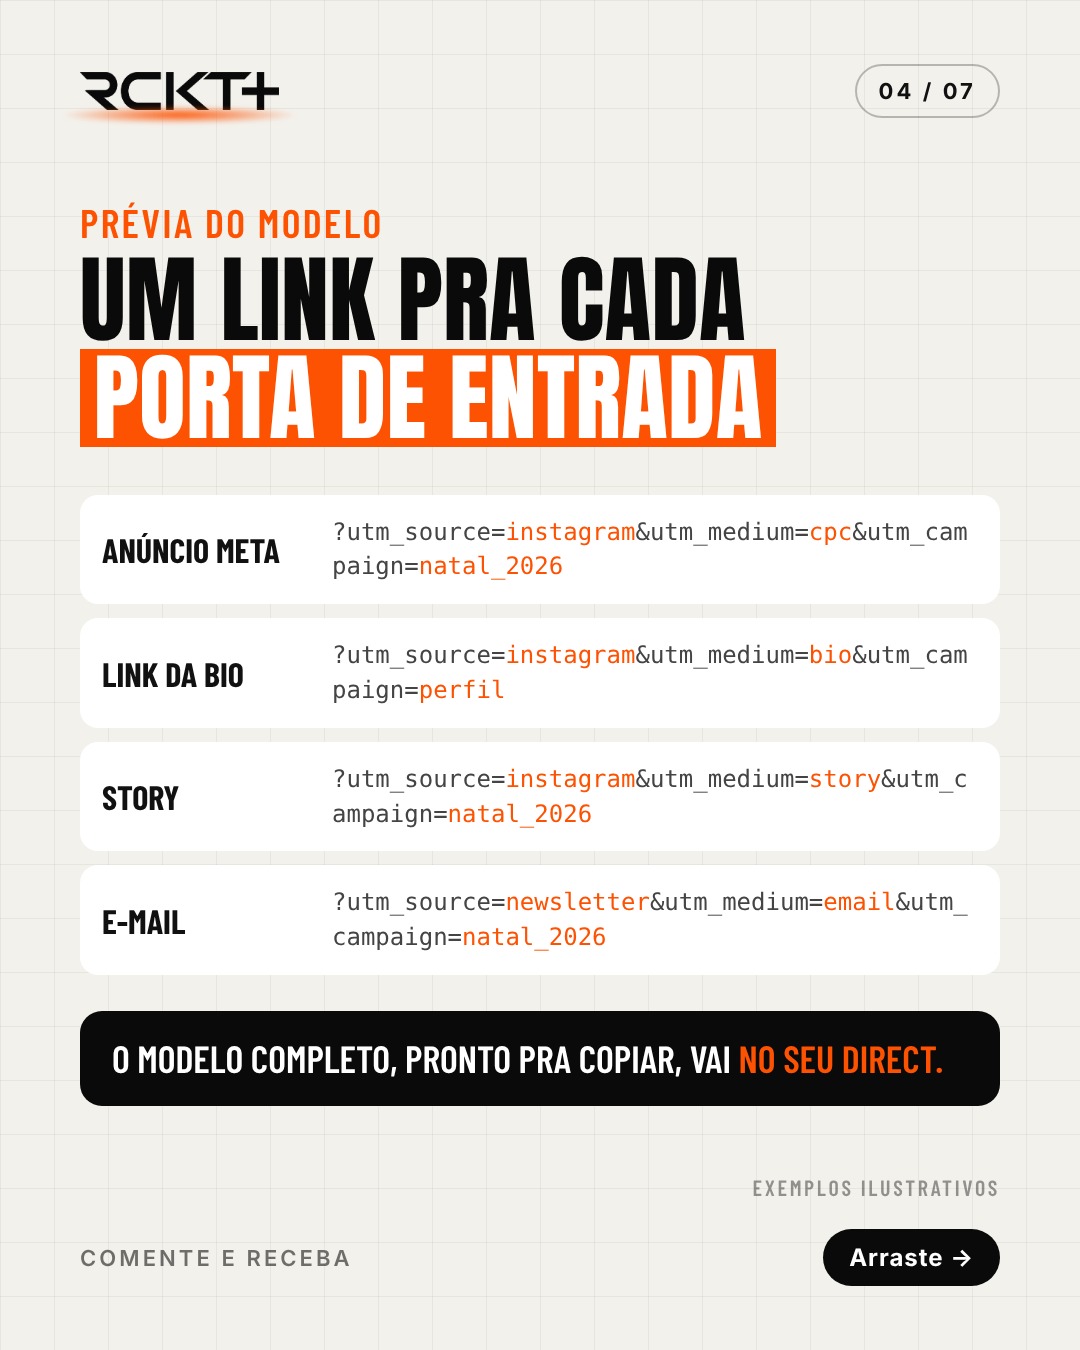 RCKT+
04 / 07
PRÉVIA DO MODELO
UM LINK PRA CADA
PORTA DE ENTRADA
ANÚNCIO META
?utm_source=instagram&utm_medium=cpc&utm_cam
paign=natal_2026
LINK DA BIO
?utm_source=instagram&utm_medium=bio&utm_cam
paign=perfil
STORY
?utm_source=instagram&utm_medium=story&utm_c
ampaign=natal_2026
E-MAIL
?utm_source=newsletter&utm_medium=email&utm_
campaign=natal_2026
O MODELO COMPLETO, PRONTO PRA COPIAR, VAI NO SEU DIRECT.
EXEMPLOS ILUSTRATIVOS
COMENTE E RECEBA
Arraste →